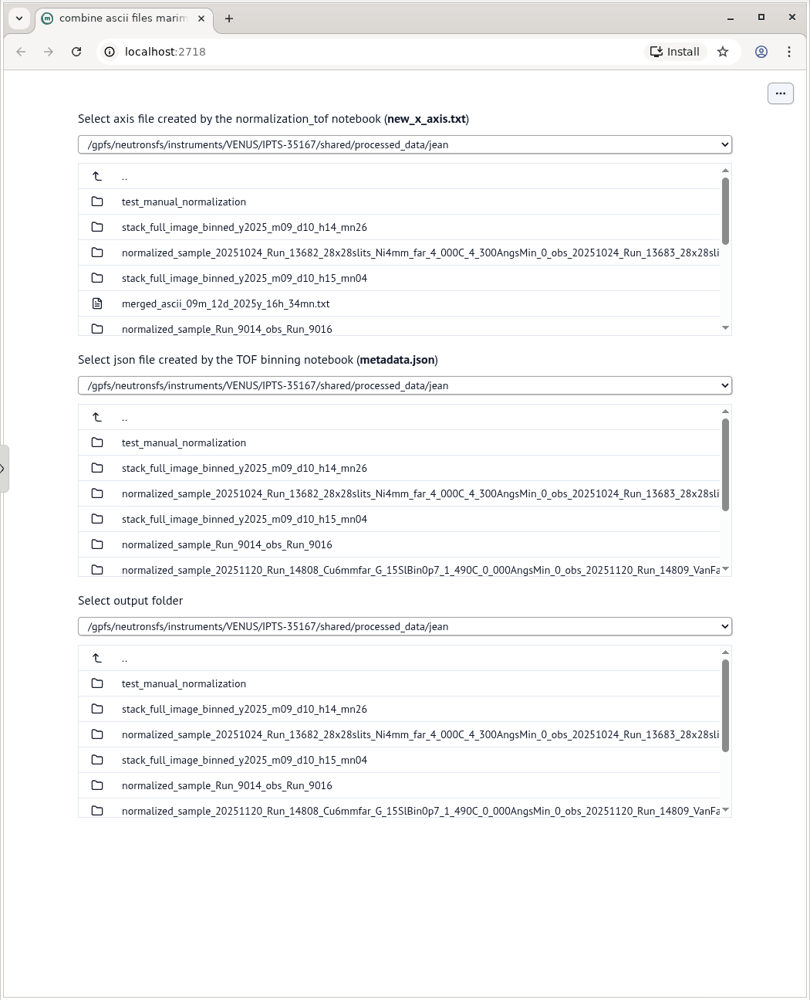 combine ascii files marim
localhost:2718
Install
Select axis file created by the normalization_tof notebook (new_x_axis.txt)
/gpfs/neutronsfs/instruments/VENUS/IPTS-35167/shared/processed_data/jean
..
test_manual_normalization
stack_full_image_binned_y2025_m09_d10_h14_mn26
normalized_sample_20251024_Run_13682_28x28slits_Ni4mm_far_4_000C_4_300AngsMin_0_obs_20251024_Run_13683_28x28sli
stack_full_image_binned_y2025_m09_d10_h15_mn04
merged_ascii_09m_12d_2025y_16h_34mn.txt
normalized_sample_Run_9014_obs_Run_9016
Select json file created by the TOF binning notebook (metadata.json)
/gpfs/neutronsfs/instruments/VENUS/IPTS-35167/shared/processed_data/jean
..
test_manual_normalization
stack_full_image_binned_y2025_m09_d10_h14_mn26
normalized_sample_20251024_Run_13682_28x28slits_Ni4mm_far_4_000C_4_300AngsMin_0_obs_20251024_Run_13683_28x28sli
stack_full_image_binned_y2025_m09_d10_h15_mn04
normalized_sample_Run_9014_obs_Run_9016
normalized_sample_20251120_Run_14808_Cu6mmfar_G_15SlBin0p7_1_490C_0_000AngsMin_0_obs_20251120_Run_14809_VanFa
Select output folder
/gpfs/neutronsfs/instruments/VENUS/IPTS-35167/shared/processed_data/jean
..
test_manual_normalization
stack_full_image_binned_y2025_m09_d10_h14_mn26
normalized_sample_20251024_Run_13682_28x28slits_Ni4mm_far_4_000C_4_300AngsMin_0_obs_20251024_Run_13683_28x28sli
stack_full_image_binned_y2025_m09_d10_h15_mn04
normalized_sample_Run_9014_obs_Run_9016
normalized_sample_20251120_Run_14808_Cu6mmfar_G_15SlBin0p7_1_490C_0_000AngsMin_0_obs_20251120_Run_14809_VanFa